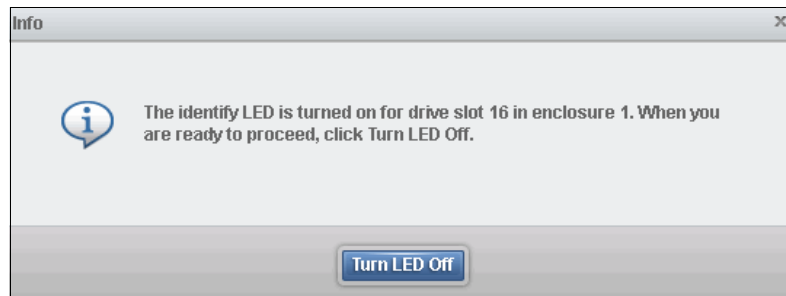 Info
The identify LED is turned on for drive slot 16 in enclosure 1. When you
are ready to proceed, click Turn LED Off.
Turn LED Off